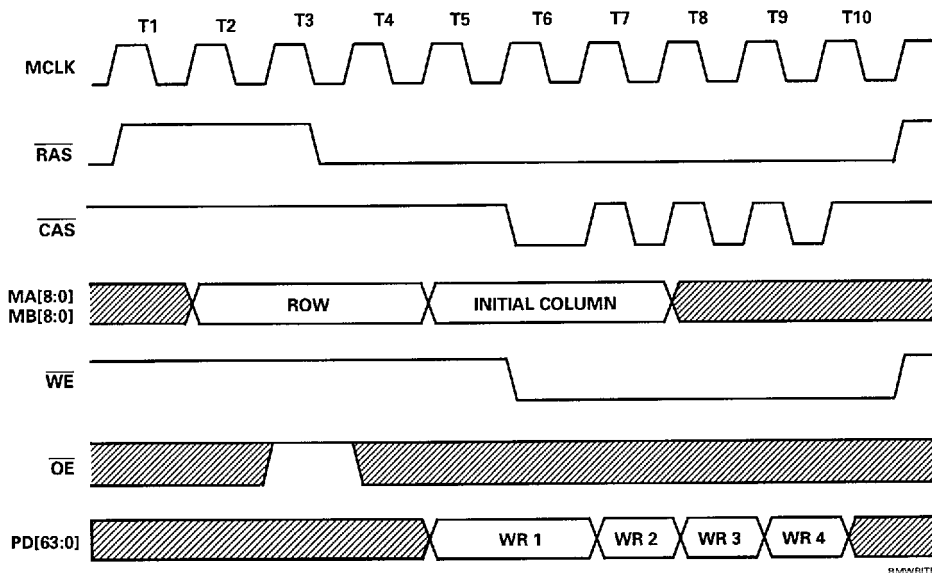 T1 T2 T3 T4 T5 T6 T7 T8 T9 T10
MCLK
RAS
CAS
MA[8:0]
MB[8:0]
ROW
INITIAL COLUMN
WE
OE
PD[63:0]
WR 1
WR 2
WR 3
WR 4